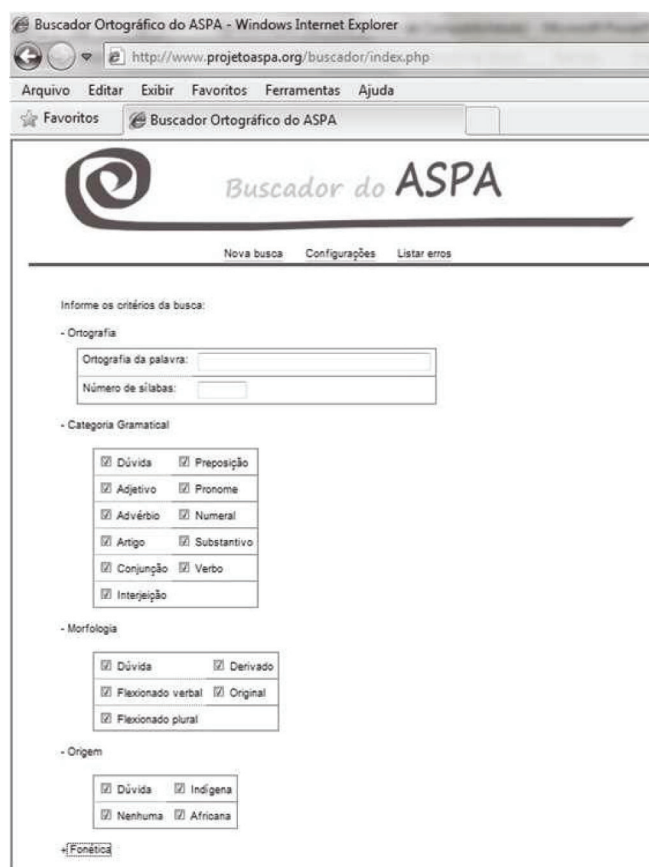 Buscador Ortográfico do ASPA - Windows Internet Explorer
http://www.projetoaspa.org/buscador/index.php
Arquivo Editar Exibir Favoritos Ferramentas Ajuda
Favoritos Buscador Ortográfico do ASPA
Buscador do ASPA
Nova busca Configurações Listar erros
Informe os critérios da busca:
- Ortografia
Ortografia da palavra:
Número de sílabas:
- Categoria Gramatical
Dúvida Preposição
Adjetivo Pronome
Advérbio Numeral
Artigo Substantivo
Conjunção Verbo
Interjeição
- Morfologia
Dúvida Derivado
Flexionado verbal Original
Flexionado plural
- Origem
Dúvida Indígena
Nenhuma Africana
+Fonética